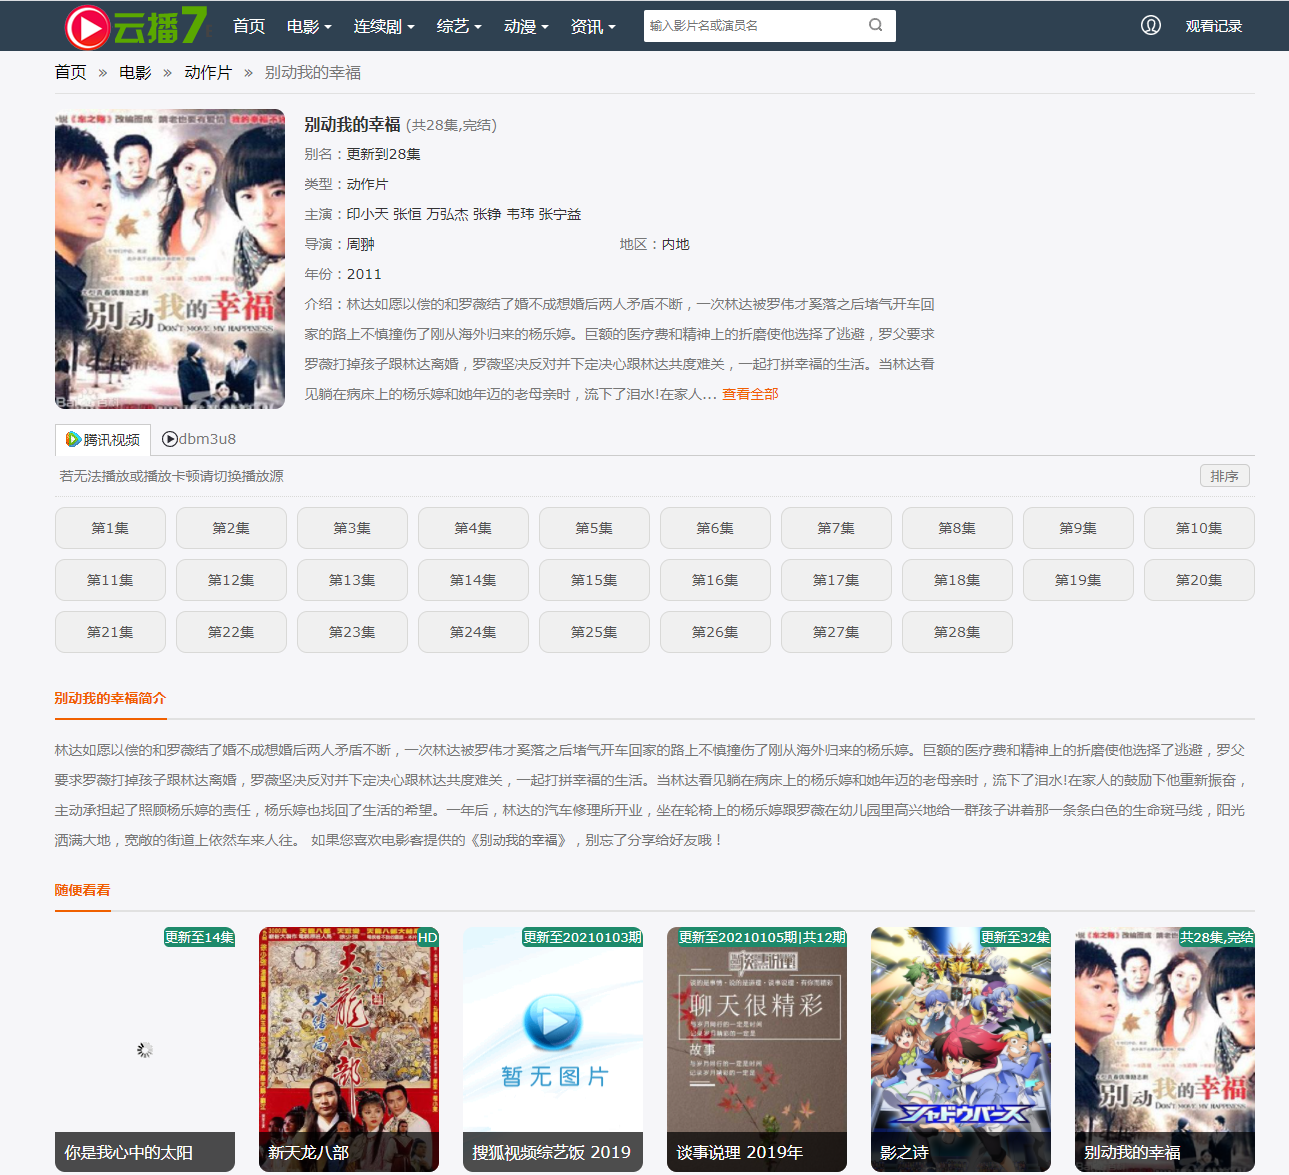 云播7
首页 电影 连续剧 综艺 动漫 资讯
输入影片名或演员名
观看记录
首页 » 电影 » 动作片 » 别动我的幸福
别动我的幸福
DON'T MOVE MY HAPPINESS
别动我的幸福 (共28集,完结)
别名：更新到28集
类型：动作片
主演：印小天 张恒 万弘杰 张铮 韦玮 张宁益
导演：周翀
地区：内地
年份：2011
介绍：林达如愿以偿的和罗薇结了婚不成想婚后两人矛盾不断，一次林达被罗伟才奚落之后堵气开车回
家的路上不慎撞伤了刚从海外归来的杨乐婷。巨额的医疗费和精神上的折磨使他选择了逃避，罗父要求
罗薇打掉孩子跟林达离婚，罗薇坚决反对并下定决心跟林达共度难关，一起打拼幸福的生活。当林达看
见躺在病床上的杨乐婷和她年迈的老母亲时，流下了泪水!在家人... 查看全部
腾讯视频 dbm3u8
若无法播放或播放卡顿请切换播放源
排序
第1集 第2集 第3集 第4集 第5集 第6集 第7集 第8集 第9集 第10集
第11集 第12集 第13集 第14集 第15集 第16集 第17集 第18集 第19集 第20集
第21集 第22集 第23集 第24集 第25集 第26集 第27集 第28集
别动我的幸福简介
林达如愿以偿的和罗薇结了婚不成想婚后两人矛盾不断，一次林达被罗伟才奚落之后堵气开车回家的路上不慎撞伤了刚从海外归来的杨乐婷。巨额的医疗费和精神上的折磨使他选择了逃避，罗父
要求罗薇打掉孩子跟林达离婚，罗薇坚决反对并下定决心跟林达共度难关，一起打拼幸福的生活。当林达看见躺在病床上的杨乐婷和她年迈的老母亲时，流下了泪水!在家人的鼓励下他重新振奋，
主动承担起了照顾杨乐婷的责任，杨乐婷也找回了生活的希望。一年后，林达的汽车修理所开业，坐在轮椅上的杨乐婷跟罗薇在幼儿园里高兴地给一群孩子讲着那一条条白色的生命斑马线，阳光
洒满大地，宽敞的街道上依然车来人往。 如果您喜欢电影客提供的《别动我的幸福》，别忘了分享给好友哦！
随便看看
更新至14集
你是我心中的太阳
HD
天龙八部
大结局
新天龙八部
更新至20210103期
暂无图片
搜狐视频综艺饭 2019
更新至20210105期|共12期
聊天很精彩
故事
谈事说理 2019年
更新至32集
シャドウバース
影之诗
共28集,完结
别动我的幸福
DON'T MOVE MY HAPPINESS
别动我的幸福